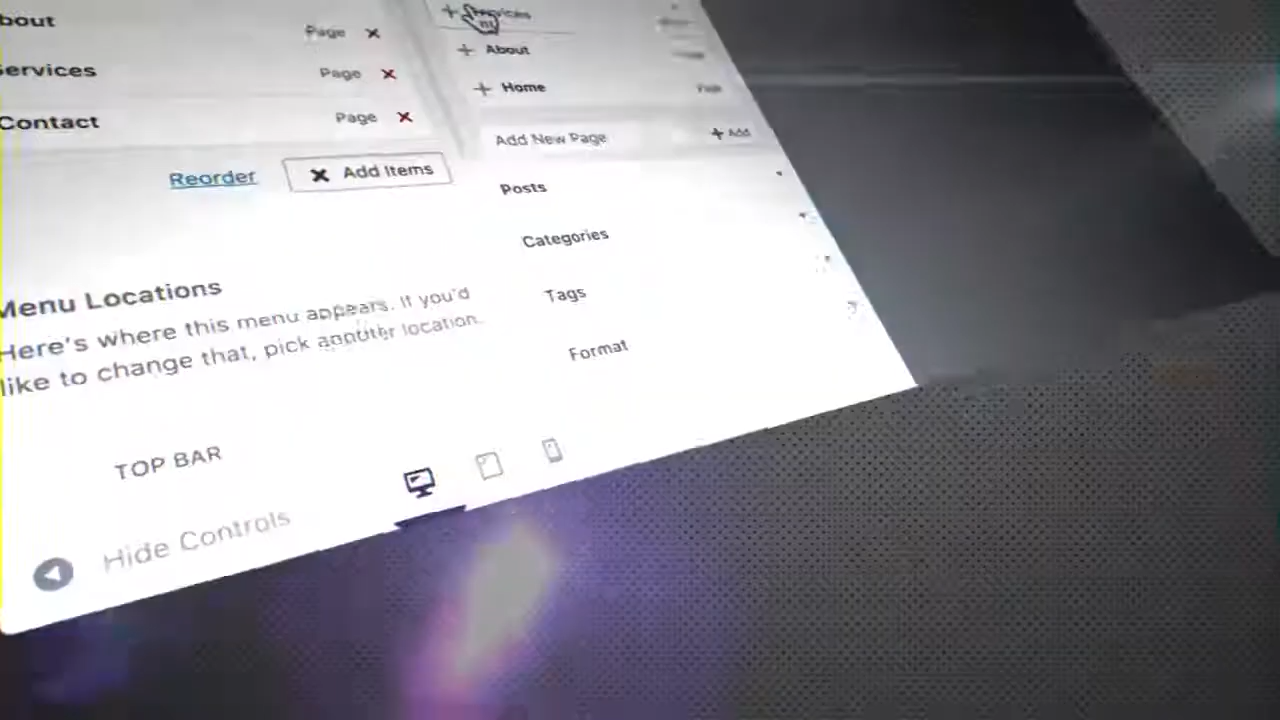 bout Page
ervices Page
Contact Page
Reorder Add Items
Menu Locations
Here's where this menu appears. If you'd
like to change that, pick another location.
TOP BAR
Hide Controls
Services
About
Home
Add New Page Add
Posts
Categories
Tags
Format